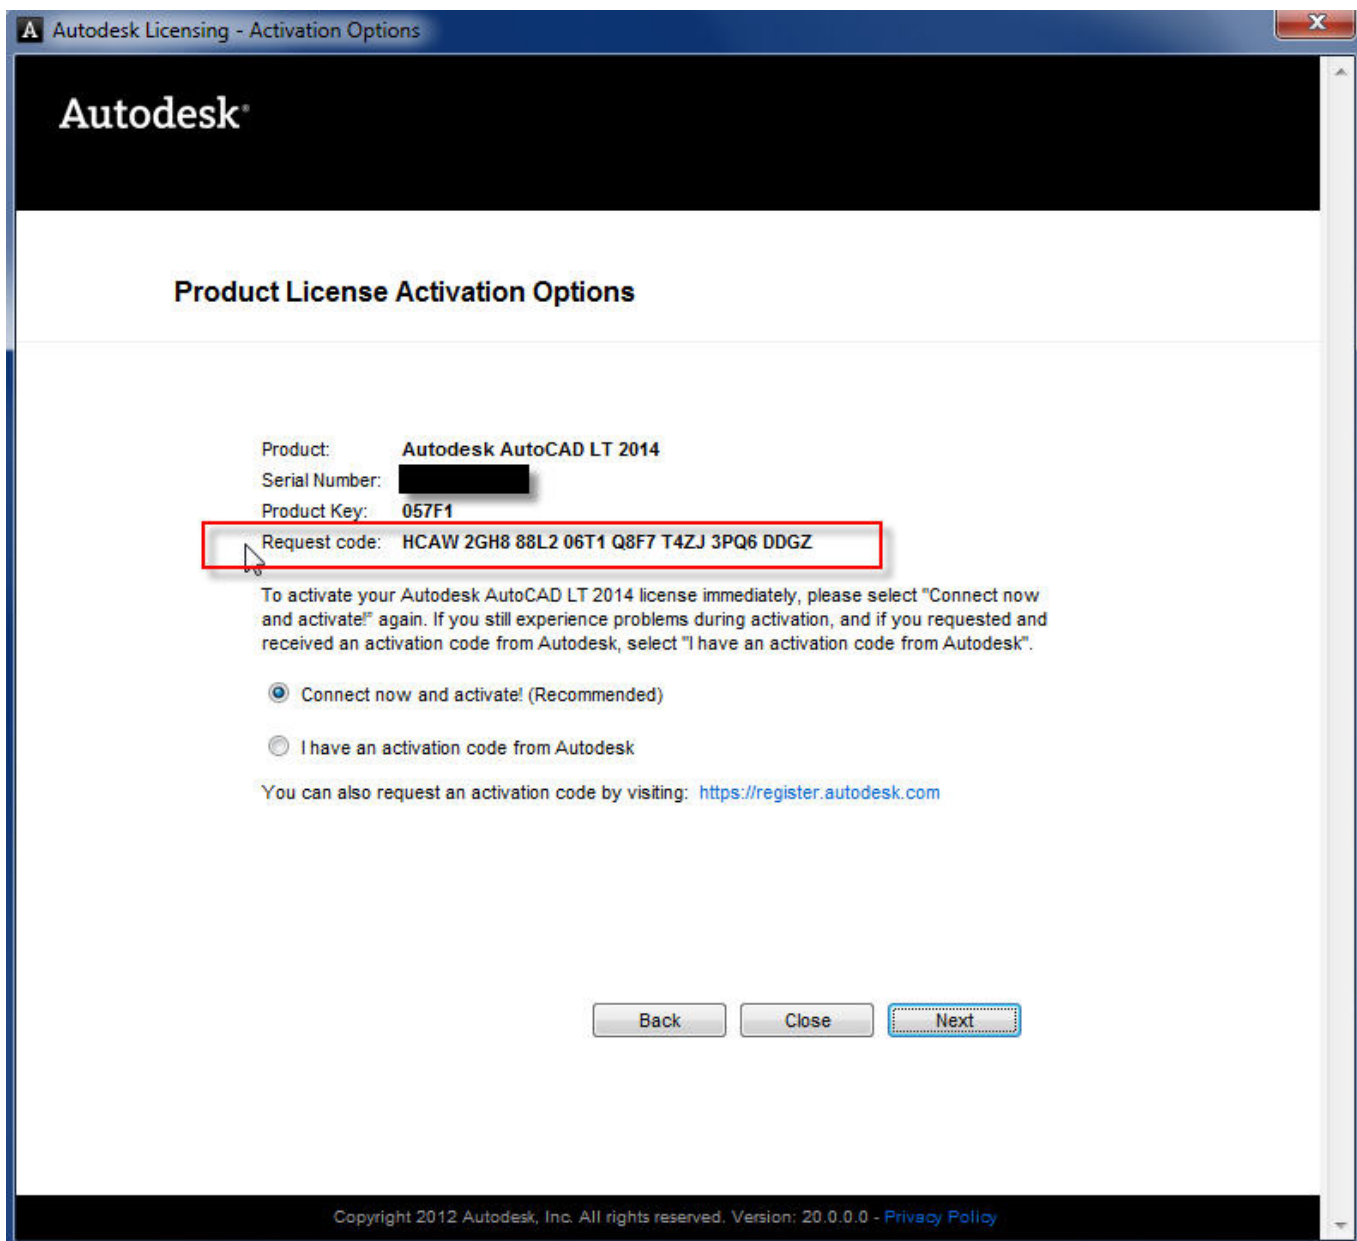 Autodesk Licensing - Activation Options
Autodesk®
Product License Activation Options
Product: Autodesk AutoCAD LT 2014
Serial Number:
Product Key: 057F1
Request code: HCAW 2GH8 88L2 06T1 Q8F7 T4ZJ 3PQ6 DDGZ
To activate your Autodesk AutoCAD LT 2014 license immediately, please select "Connect now
and activate!" again. If you still experience problems during activation, and if you requested and
received an activation code from Autodesk, select "I have an activation code from Autodesk".
Connect now and activate! (Recommended)
I have an activation code from Autodesk
You can also request an activation code by visiting: https://register.autodesk.com
Back Close Next
Copyright 2012 Autodesk, Inc. All rights reserved. Version: 20.0.0.0 - Privacy Policy